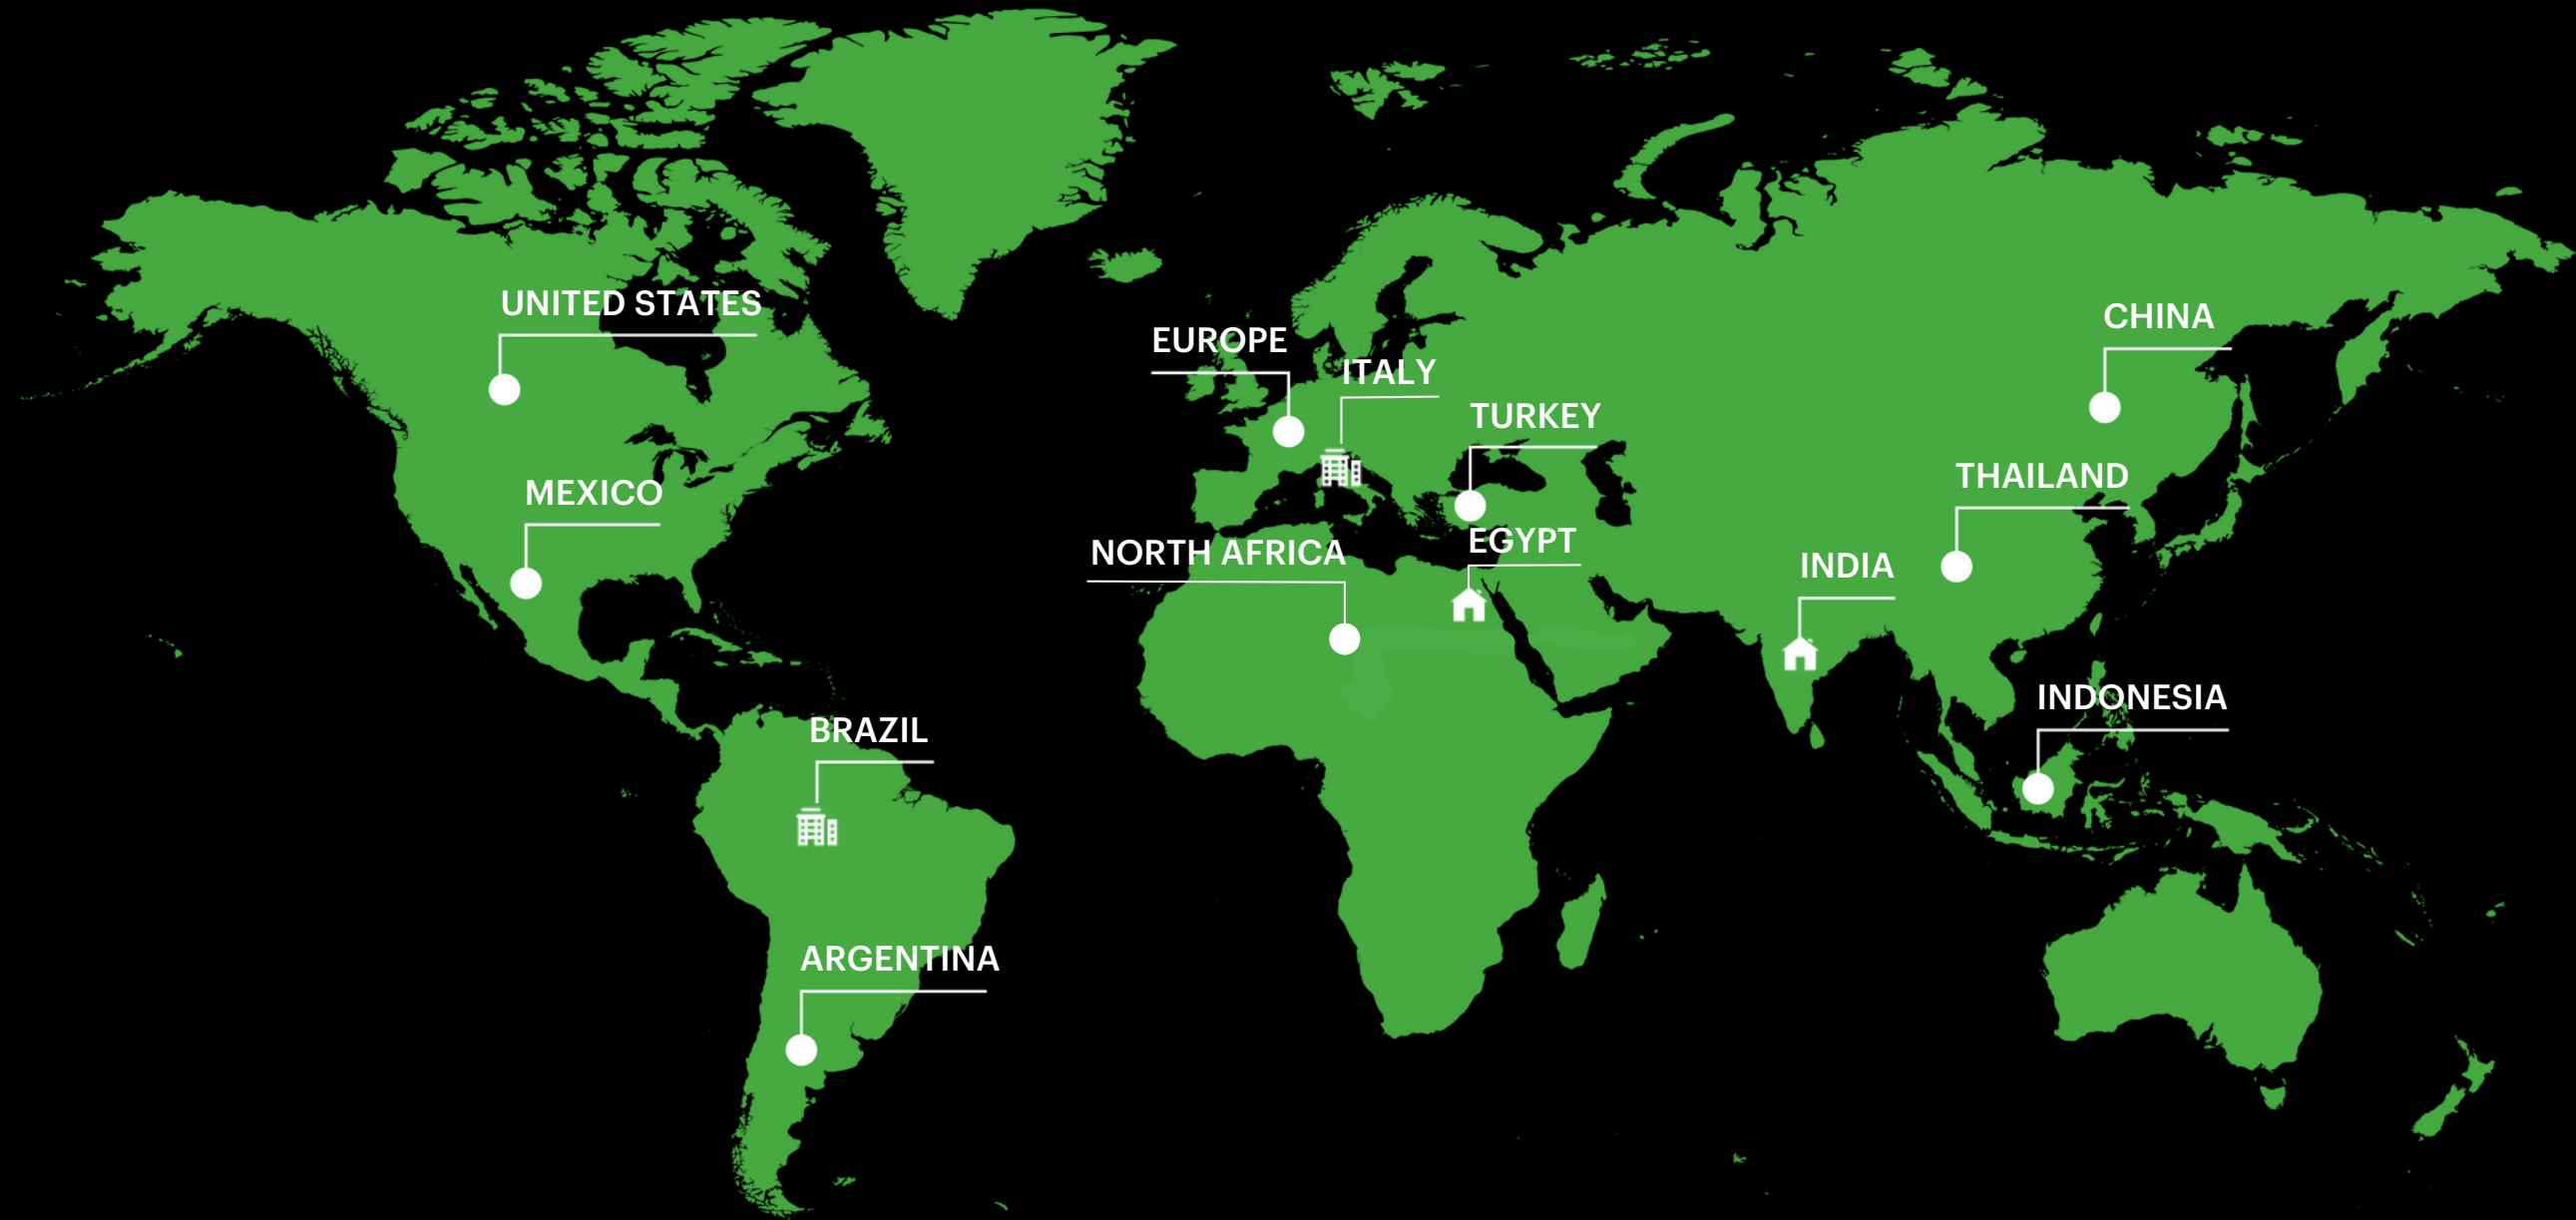 UNITED STATES
CHINA
EUROPE
ITALY
TURKEY
THAILAND
MEXICO
EGYPT
NORTH AFRICA
INDIA
INDONESIA
BRAZIL
ARGENTINA